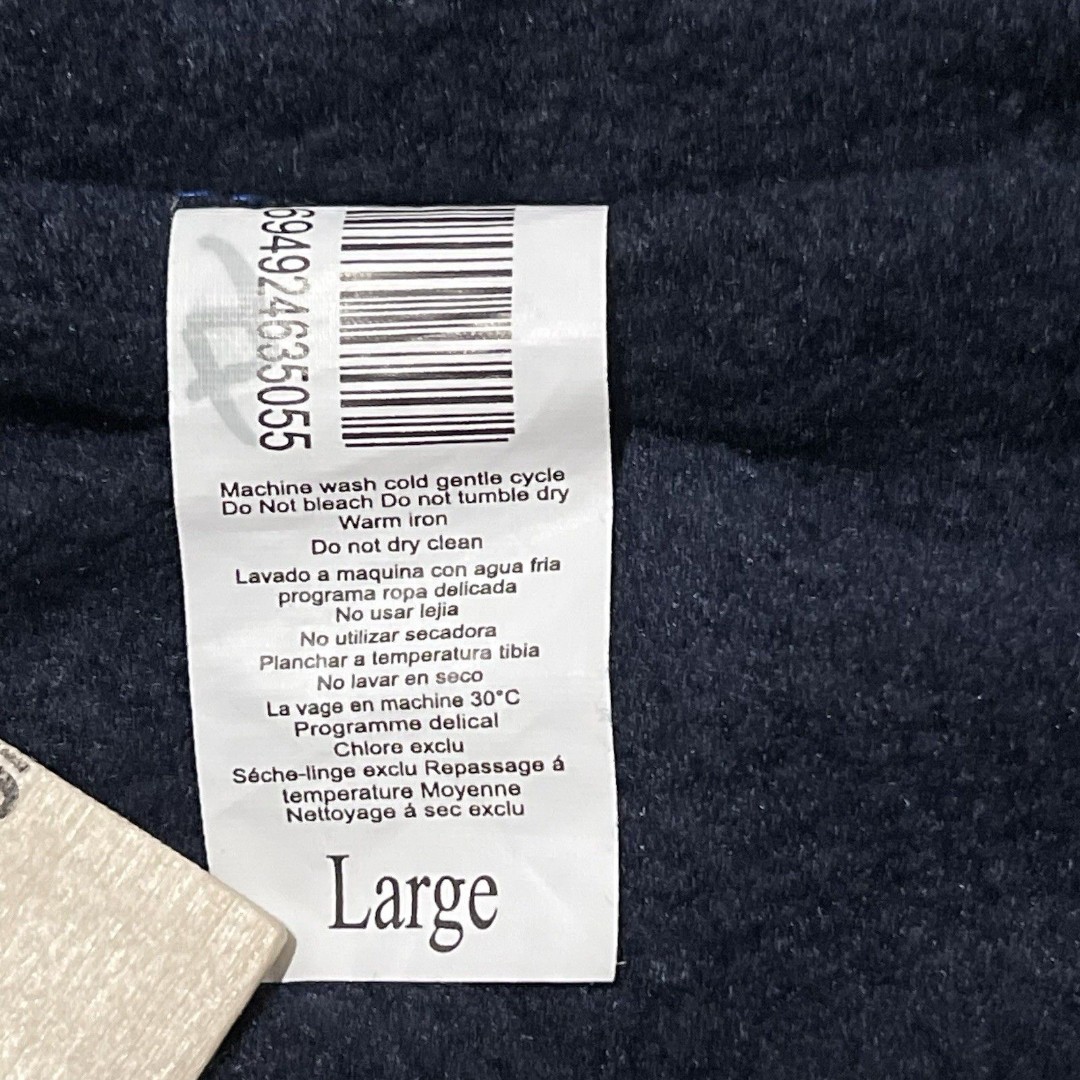 694924635055
Machine wash cold gentle cycle
Do Not bleach Do not tumble dry
Warm iron
Do not dry clean
Lavado a maquina con agua fria
programa ropa delicada
No usar lejia
No utilizar secadora
Planchar a temperatura tibia
No lavar en seco
La vage en machine 30°C
Programme delical
Chlore exclu
Séche-linge exclu Repassage á
temperature Moyenne
Nettoyage á sec exclu
Large